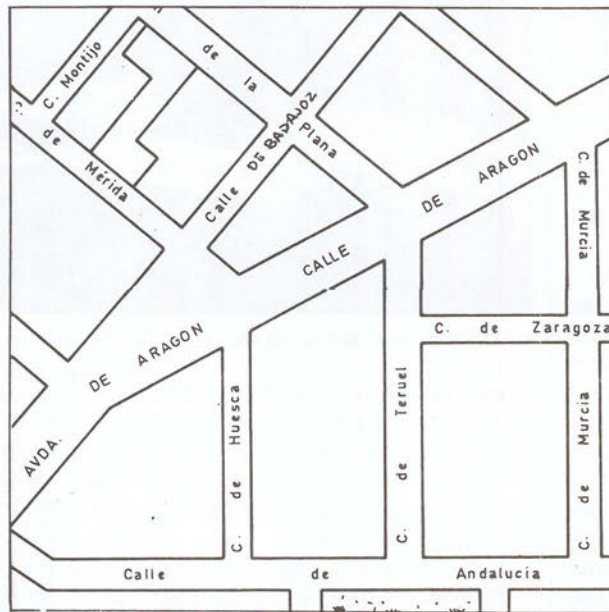 C. Montijo
de la Plana
de Mérida
Calle DE BADAJOZ
CALLE DE ARAGON
C. de Murcia
C. de Zaragoza
AVDA. DE ARAGON
C. de Huesca
C. de Teruel
C. de Murcia
Calle de Andalucia